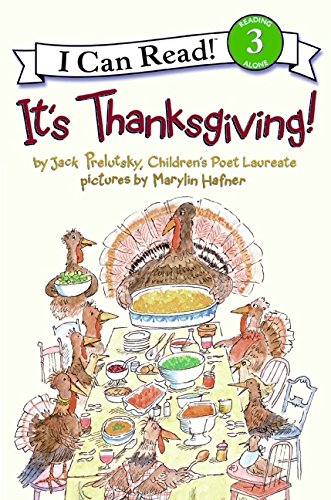 I Can Read!
READING
3
ALONE
It's Thanksgiving!
by Jack Prelutsky, Children's Poet Laureate
pictures by Marylin Hafner